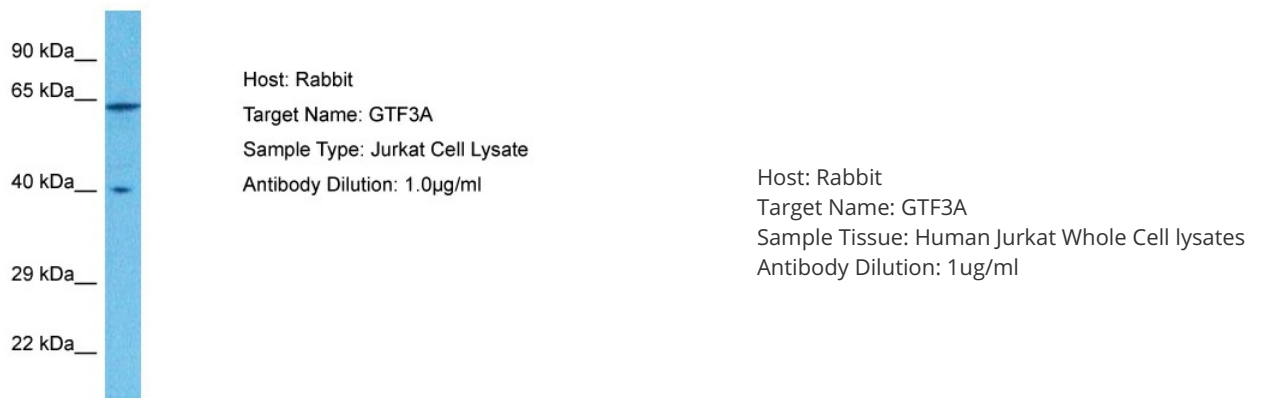 90 kDa__
65 kDa__
40 kDa__
29 kDa__
22 kDa__
Host: Rabbit
Target Name: GTF3A
Sample Type: Jurkat Cell Lysate
Antibody Dilution: 1.0µg/ml
Host: Rabbit
Target Name: GTF3A
Sample Tissue: Human Jurkat Whole Cell lysates
Antibody Dilution: 1ug/ml